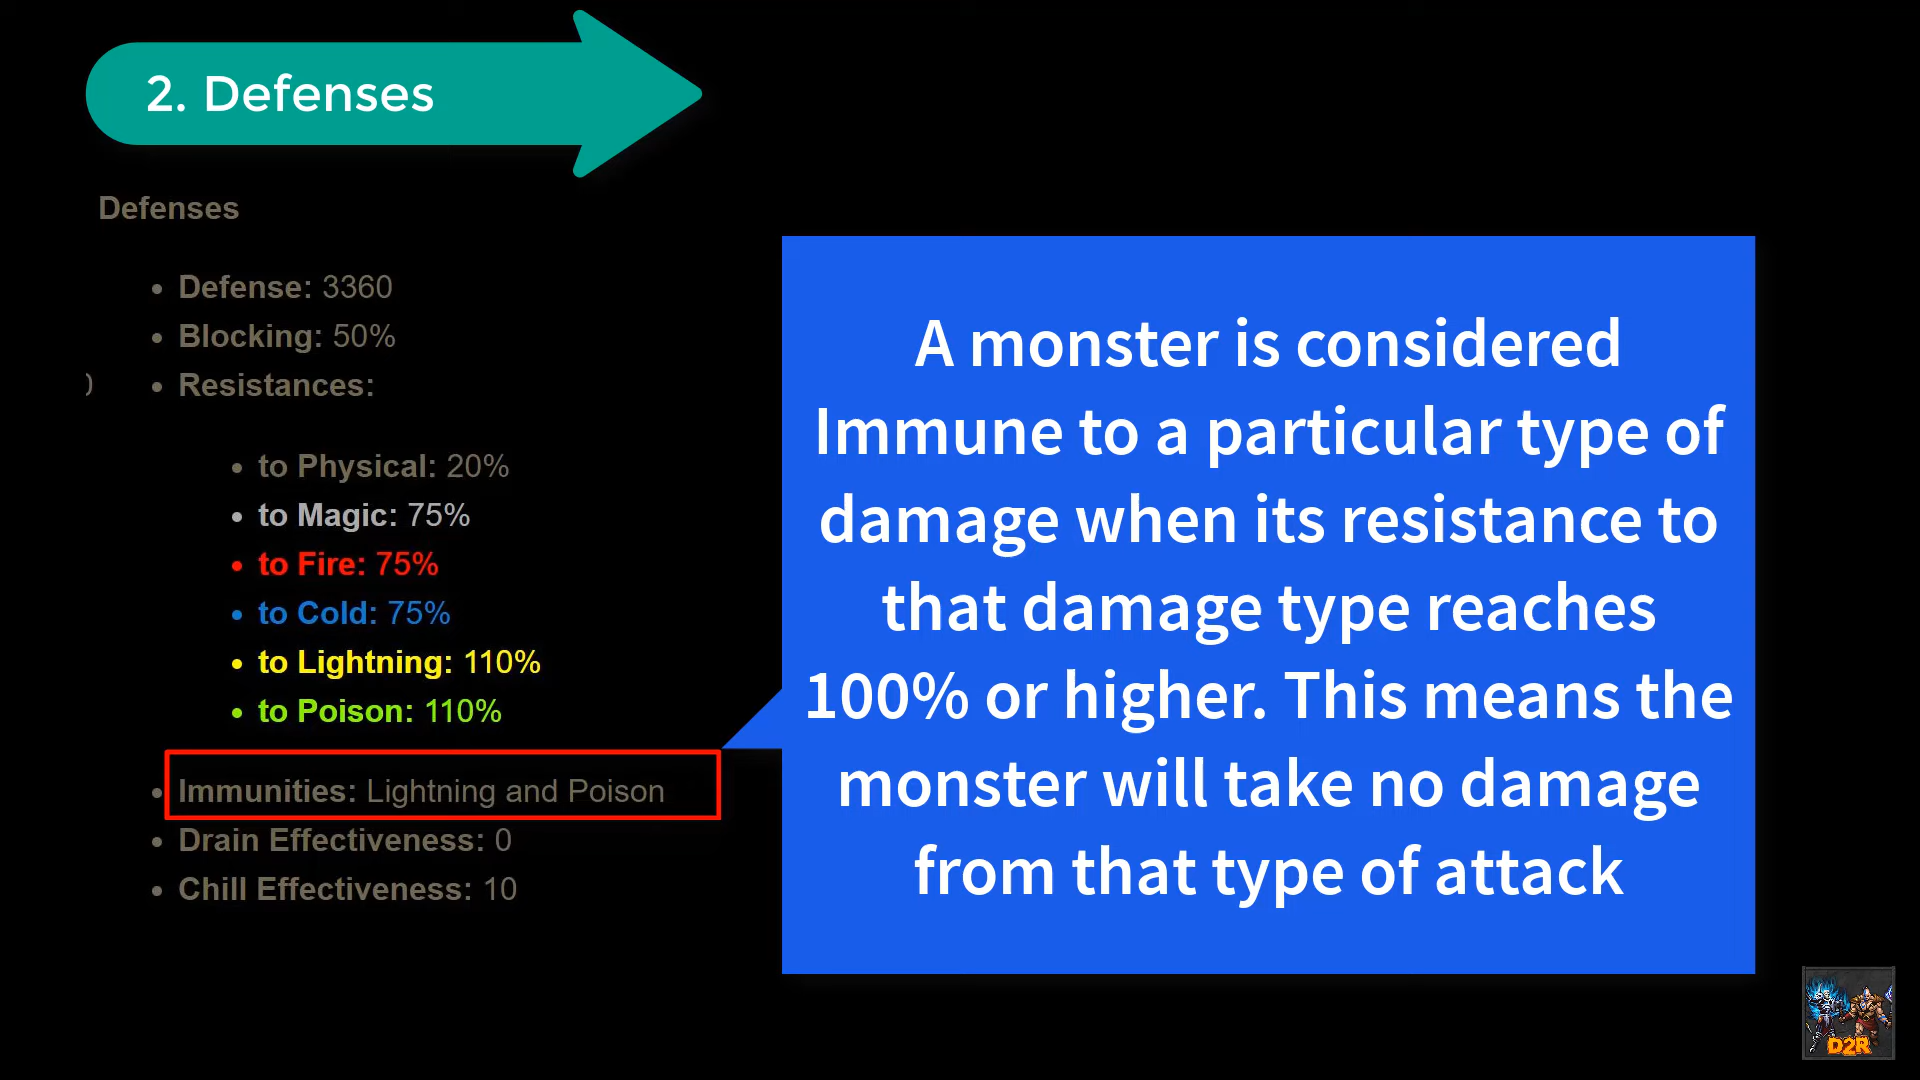 2. Defenses
Defenses
Defense: 3360
Blocking: 50%
Resistances:
to Physical: 20%
to Magic: 75%
to Fire: 75%
to Cold: 75%
to Lightning: 110%
to Poison: 110%
Immunities: Lightning and Poison
Drain Effectiveness: 0
Chill Effectiveness: 10
A monster is considered
Immune to a particular type of
damage when its resistance to
that damage type reaches
100% or higher. This means the
monster will take no damage
from that type of attack
D2R